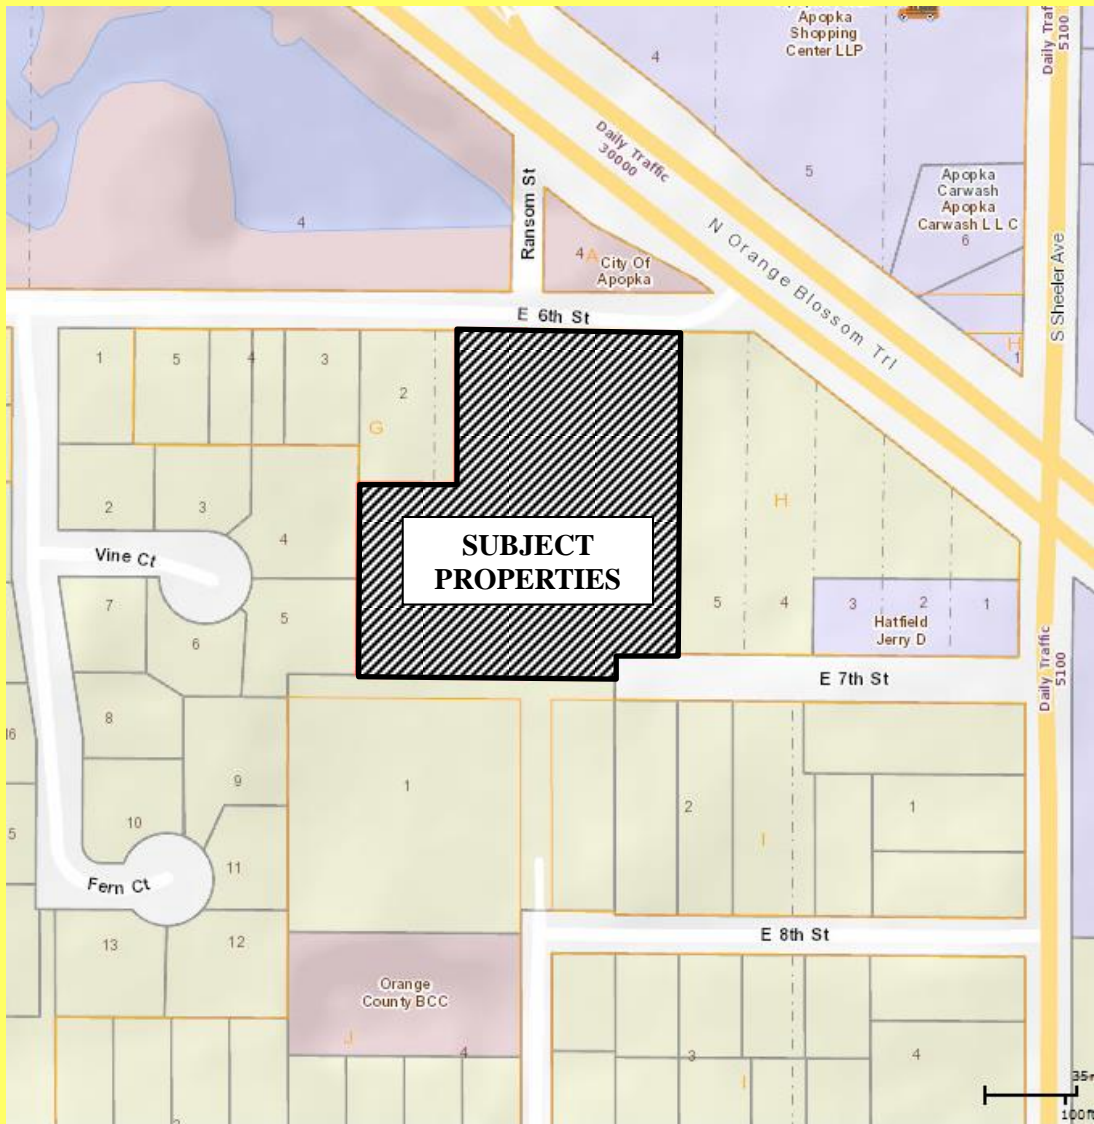 Apopka
Shopping
Center LLP
4
Daily Traf
5100
Daily Traffic
30000
5
Apopka
Carwash
Apopka
Carwash L L C
6
Ransom St
4
4
A
City Of
Apopka
N Orange Blossom Trl
S Sheeler Ave
E 6th St
H
1
1
5
4
3
2
G
2
3
4
H
SUBJECT
PROPERTIES
Vine Ct
7
6
5
5
4
3
2
1
Hatfield
Jerry D
Daily Traffic
5100
E 7th St
8
16
9
1
2
1
10
5
I
11
Fern Ct
13
12
E 8th St
Orange
County BCC
J
4
3
I
4
35m
100ft